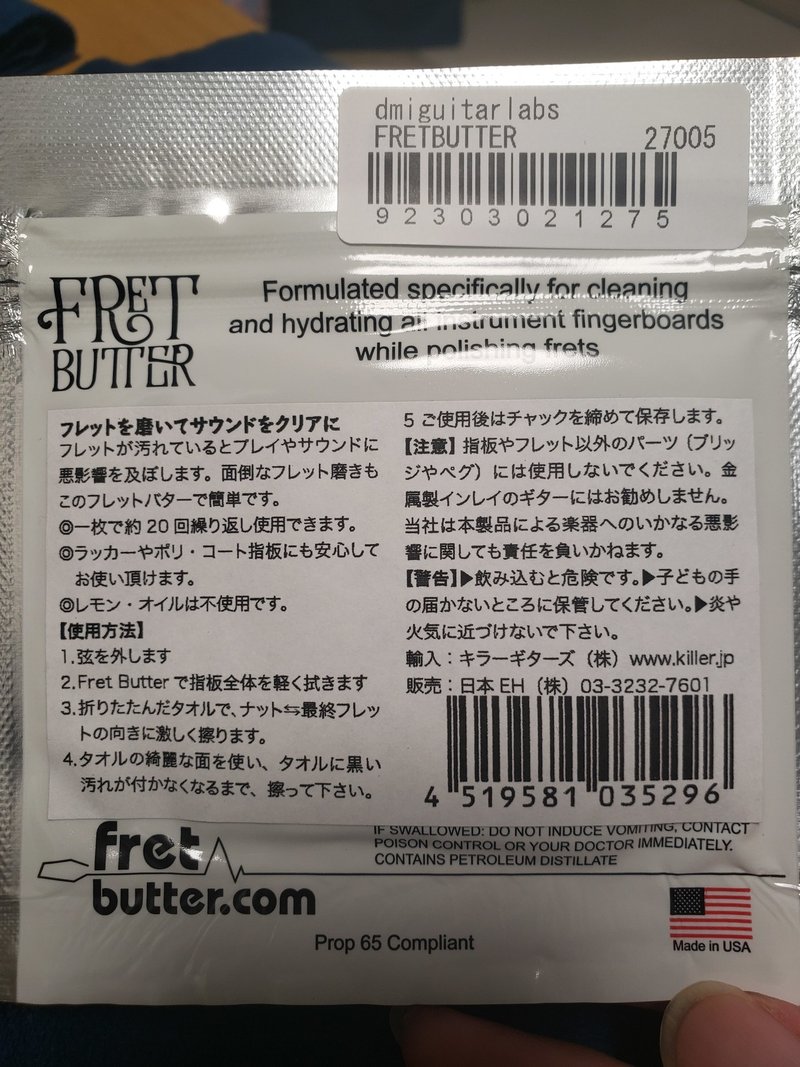 dmiguitarlabs
FRETBUTTER 27005
92303021275
FRET
BUTTER
Formulated specifically for cleaning
and hydrating all instrument fingerboards
while polishing frets
フレットを磨いてサウンドをクリアに
フレットが汚れているとプレイやサウンドに
悪影響を及ぼします。面倒なフレット磨きも
このフレットバターで簡単です。
◎一枚で約20回繰り返し使用できます。
◎ラッカーやポリ・コート指板にも安心して
お使い頂けます。
◎レモン・オイルは不使用です。
【使用方法】
1.弦を外します
2.Fret Butterで指板全体を軽く拭きます
3.折りたたんだタオルで、ナット⇆最終フレッ
トの向きに激しく擦ります。
4.タオルの綺麗な面を使い、タオルに黒い
汚れが付かなくなるまで、擦って下さい。
5 ご使用後はチャックを締めて保存します。
【注意】指板やフレット以外のパーツ（ブリッ
ジやペグ）には使用しないでください。金
属製インレイのギターにはお勧めしません。
当社は本製品による楽器へのいかなる悪影
響に関しても責任を負いかねます。
【警告】▶飲み込むと危険です。▶子どもの手
の届かないところに保管してください。▶炎や
火気に近づけないで下さい。
輸入：キラーギターズ（株）www.killer.jp
販売：日本EH（株）03-3232-7601
4 519581 035296
IF SWALLOWED: DO NOT INDUCE VOMITING, CONTACT
POISON CONTROL OR YOUR DOCTOR IMMEDIATELY.
CONTAINS PETROLEUM DISTILLATE
fret
butter.com
Prop 65 Compliant
Made in USA